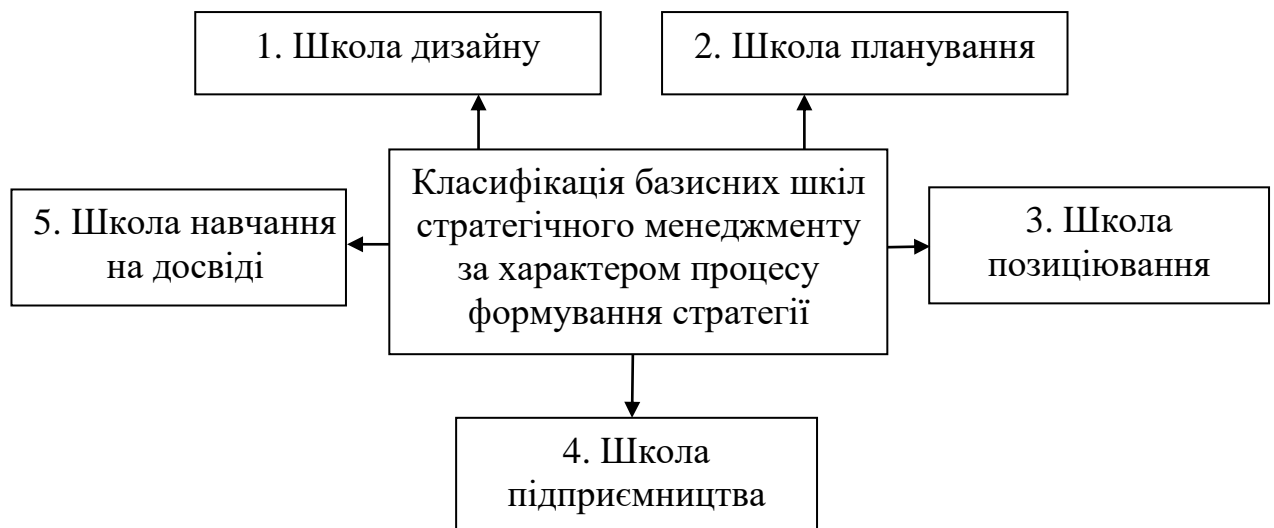 1. Школа дизайну
2. Школа планування
Класифікація базисних шкіл
стратегічного менеджменту
за характером процесу
формування стратегії
5. Школа навчання
на досвіді
3. Школа
позиціювання
4. Школа
підприємництва